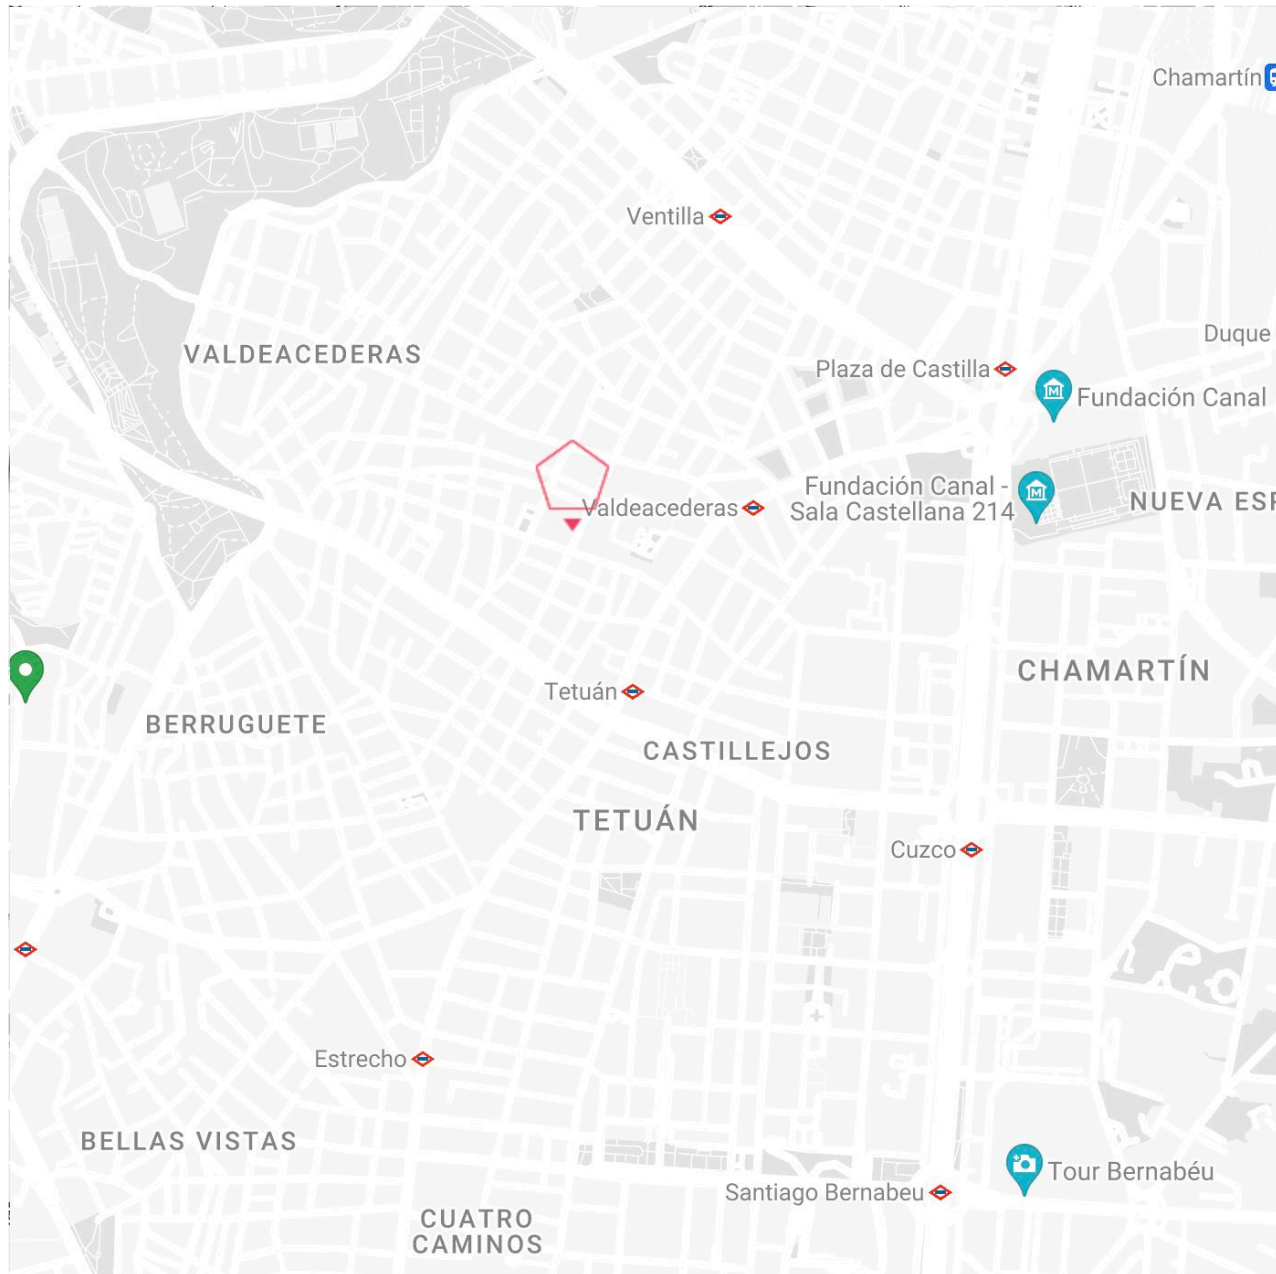 Chamartín
Ventilla
Duque
VALDEACEDERAS
Plaza de Castilla
Fundación Canal
Fundación Canal -
Sala Castellana 214
Valdeacederas
NUEVA ESP
CHAMARTÍN
Tetuán
BERRUGUETE
CASTILLEJOS
TETUÁN
Cuzco
Estrecho
BELLAS VISTAS
Tour Bernabéu
Santiago Bernabeu
CUATRO
CAMINOS